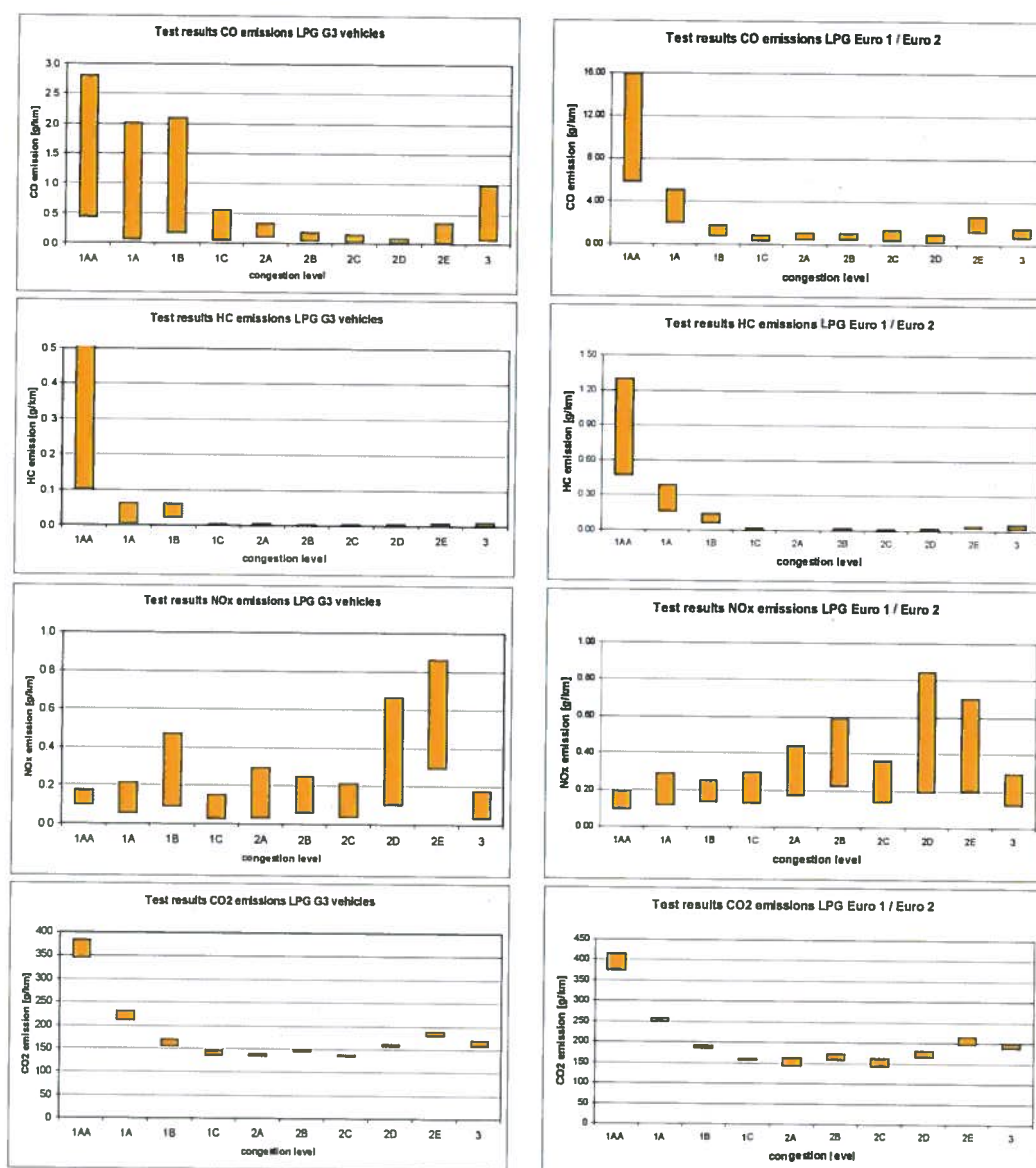 Test results CO emissions LPG G3 vehicles
CO emission [g/km]
3.0
2.5
2.0
1.5
1.0
0.5
0.0
1AA 1A 1B 1C 2A 2B 2C 2D 2E 3
congestion level
Test results CO emissions LPG Euro 1 / Euro 2
CO emission [g/km]
16.00
12.00
8.00
4.00
0.00
1AA 1A 1B 1C 2A 2B 2C 2D 2E 3
congestion level
Test results HC emissions LPG G3 vehicles
HC emission [g/km]
0.5
0.4
0.3
0.2
0.1
0.0
1AA 1A 1B 1C 2A 2B 2C 2D 2E 3
congestion level
Test results HC emissions LPG Euro 1 / Euro 2
HC emission [g/km]
1.50
1.20
0.90
0.60
0.30
0.00
1AA 1A 1B 1C 2A 2B 2C 2D 2E 3
congestion level
Test results NOx emissions LPG G3 vehicles
NOx emission [g/km]
1.0
0.8
0.6
0.4
0.2
0.0
1AA 1A 1B 1C 2A 2B 2C 2D 2E 3
congestion level
Test results NOx emissions LPG Euro 1 / Euro 2
NOx emission [g/km]
1.00
0.80
0.60
0.40
0.20
0.00
1AA 1A 1B 1C 2A 2B 2C 2D 2E 3
congestion level
Test results CO2 emissions LPG G3 vehicles
CO2 emission [g/km]
400
350
300
250
200
150
100
50
0
1AA 1A 1B 1C 2A 2B 2C 2D 2E 3
congestion level
Test results CO2 emissions LPG Euro 1 / Euro 2
CO2 emission [g/km]
450
400
350
300
250
200
150
100
50
0
1AA 1A 1B 1C 2A 2B 2C 2D 2E 3
congestion level